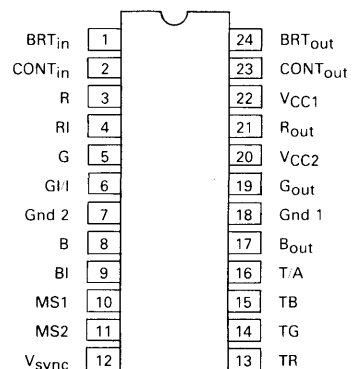 BRTin 1 24 BRTout
CONTin 2 23 CONTout
R 3 22 VCC1
RI 4 21 Rout
G 5 20 VCC2
GI/I 6 19 Gout
Gnd 2 7 18 Gnd 1
B 8 17 Bout
BI 9 16 T/A
MS1 10 15 TB
MS2 11 14 TG
Vsync 12 13 TR